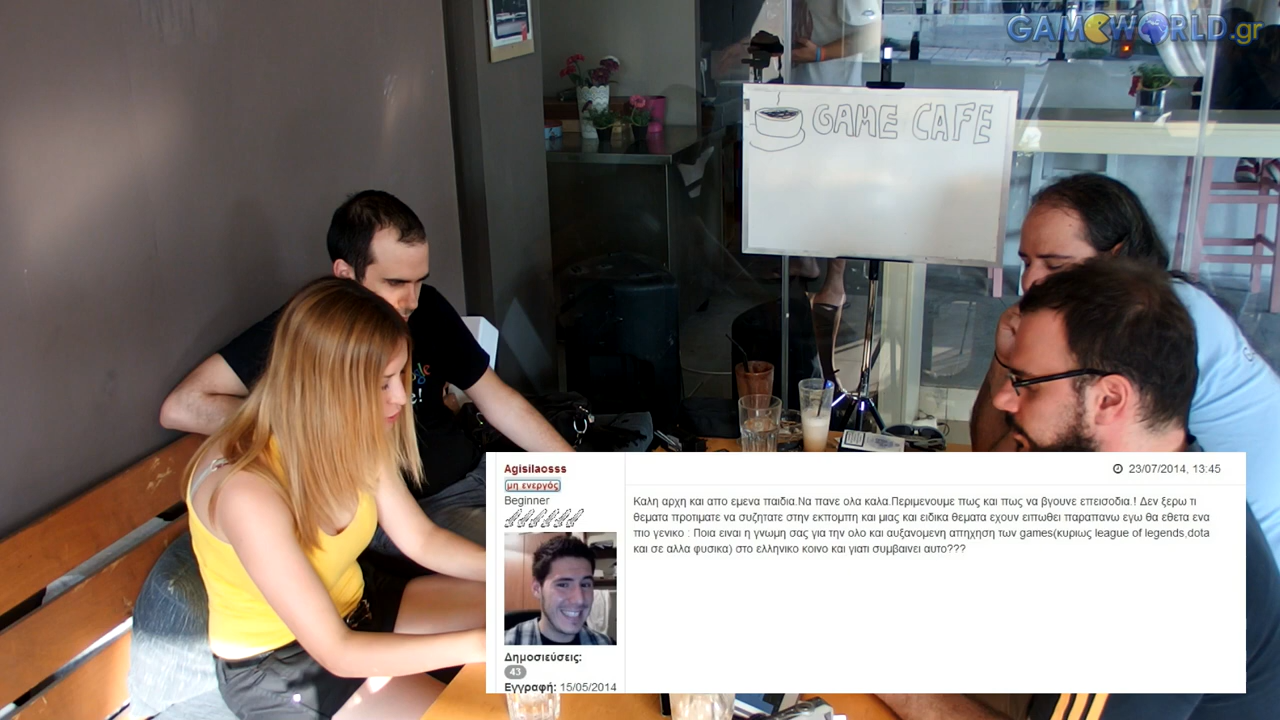 GAMEWORLD.gr
GAME CAFE
Agisilaosss
μη ενεργός
Beginner
Δημοσιεύσεις:
43
Εγγραφή: 15/05/2014
23/07/2014, 13:45
Καλη αρχη και απο εμενα παιδια.Να πανε ολα καλα.Περιμενουμε πως και πως να βγουνε επεισοδια.! Δεν ξερω τι
θεματα προτιματε να συζητατε στην εκπομπη και μιας και ειδικα θεματα εχουν ειπωθει παραπανω εγω θα εθετα ενα
πιο γενικο : Ποια ειναι η γνωμη σας για την ολο και αυξανομενη απηχηση των games(κυριως league of legends,dota
και σε αλλα φυσικα) στο ελληνικο κοινο και γιατι συμβαινει αυτο???